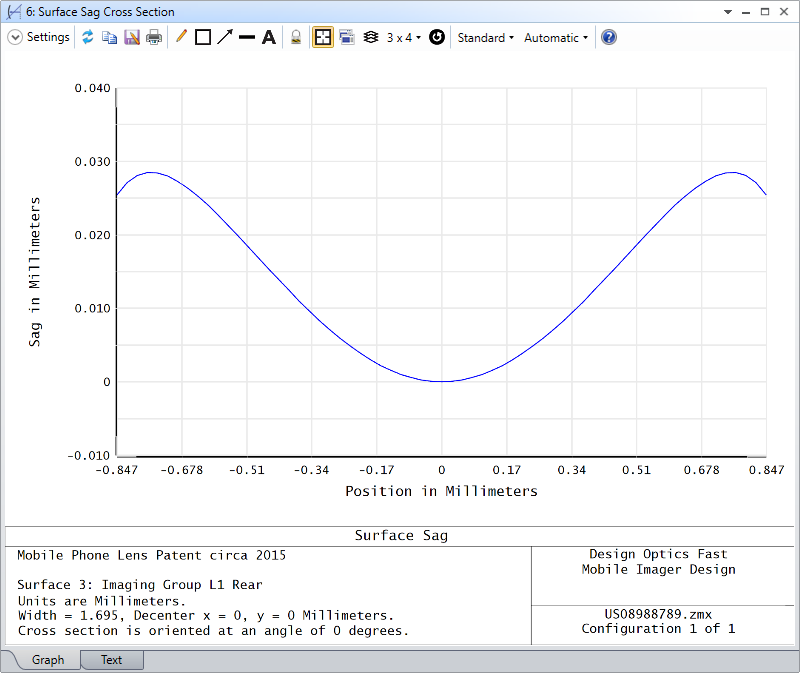 6: Surface Sag Cross Section
Settings
A
3 x 4
Standard
Automatic
?
0.040
0.030
0.020
0.010
0
-0.010
Sag in Millimeters
-0.847 -0.678 -0.51 -0.34 -0.17 0 0.17 0.34 0.51 0.678 0.847
Position in Millimeters
Surface Sag
Mobile Phone Lens Patent circa 2015
Surface 3: Imaging Group L1 Rear
Units are Millimeters.
Width = 1.695, Decenter x = 0, y = 0 Millimeters.
Cross section is oriented at an angle of 0 degrees.
Design Optics Fast
Mobile Imager Design
US08988789.zmx
Configuration 1 of 1
Graph
Text